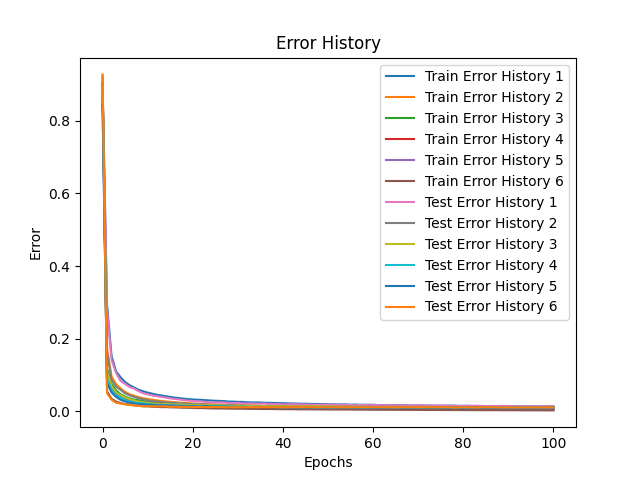 Error History
Train Error History 1
Train Error History 2
Train Error History 3
Train Error History 4
Train Error History 5
Train Error History 6
Test Error History 1
Test Error History 2
Test Error History 3
Test Error History 4
Test Error History 5
Test Error History 6
Error
0.8
0.6
0.4
0.2
0.0
0 20 40 60 80 100
Epochs